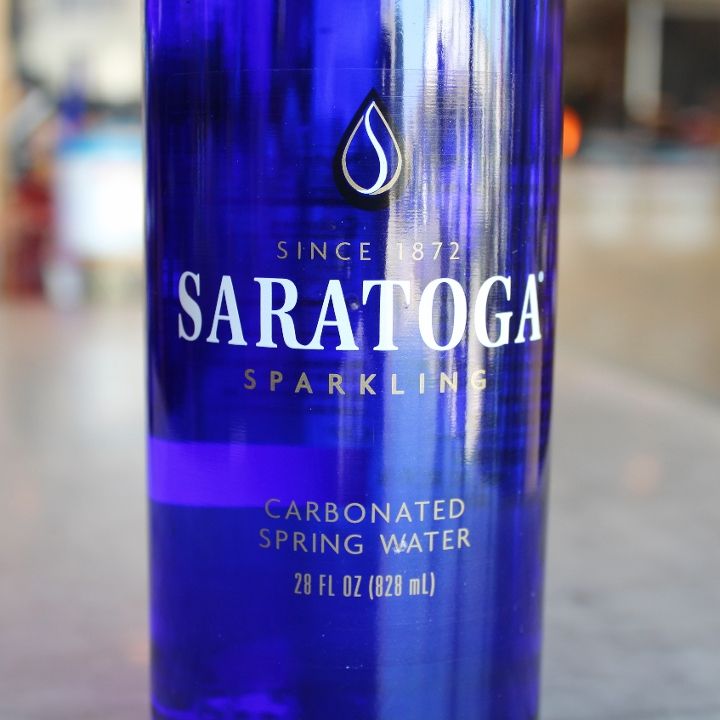 SINCE 1872
SARATOGA®
SPARKLING
CARBONATED
SPRING WATER
28 FL OZ (828 mL)